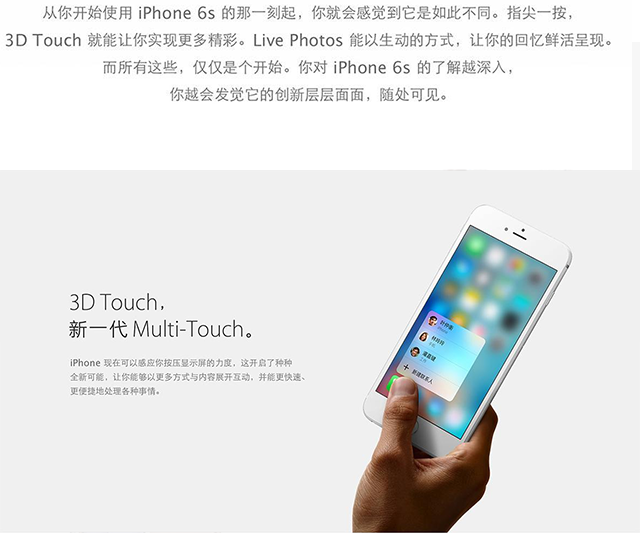 从你开始使用 iPhone 6s 的那一刻起，你就会感觉到它是如此不同。指尖一按，
3D Touch 就能让你实现更多精彩。Live Photos 能以生动的方式，让你的回忆鲜活呈现。
而所有这些，仅仅是个开始。你对 iPhone 6s 的了解越深入，
你越会发觉它的创新层层面面，随处可见。
3D Touch，
新一代 Multi-Touch。
iPhone 现在可以感应你按压显示屏的力度，这开启了种种
全新可能，让你能够以更多方式与内容展开互动，并能更快速、
更便捷地处理各种事情。
新建联系人